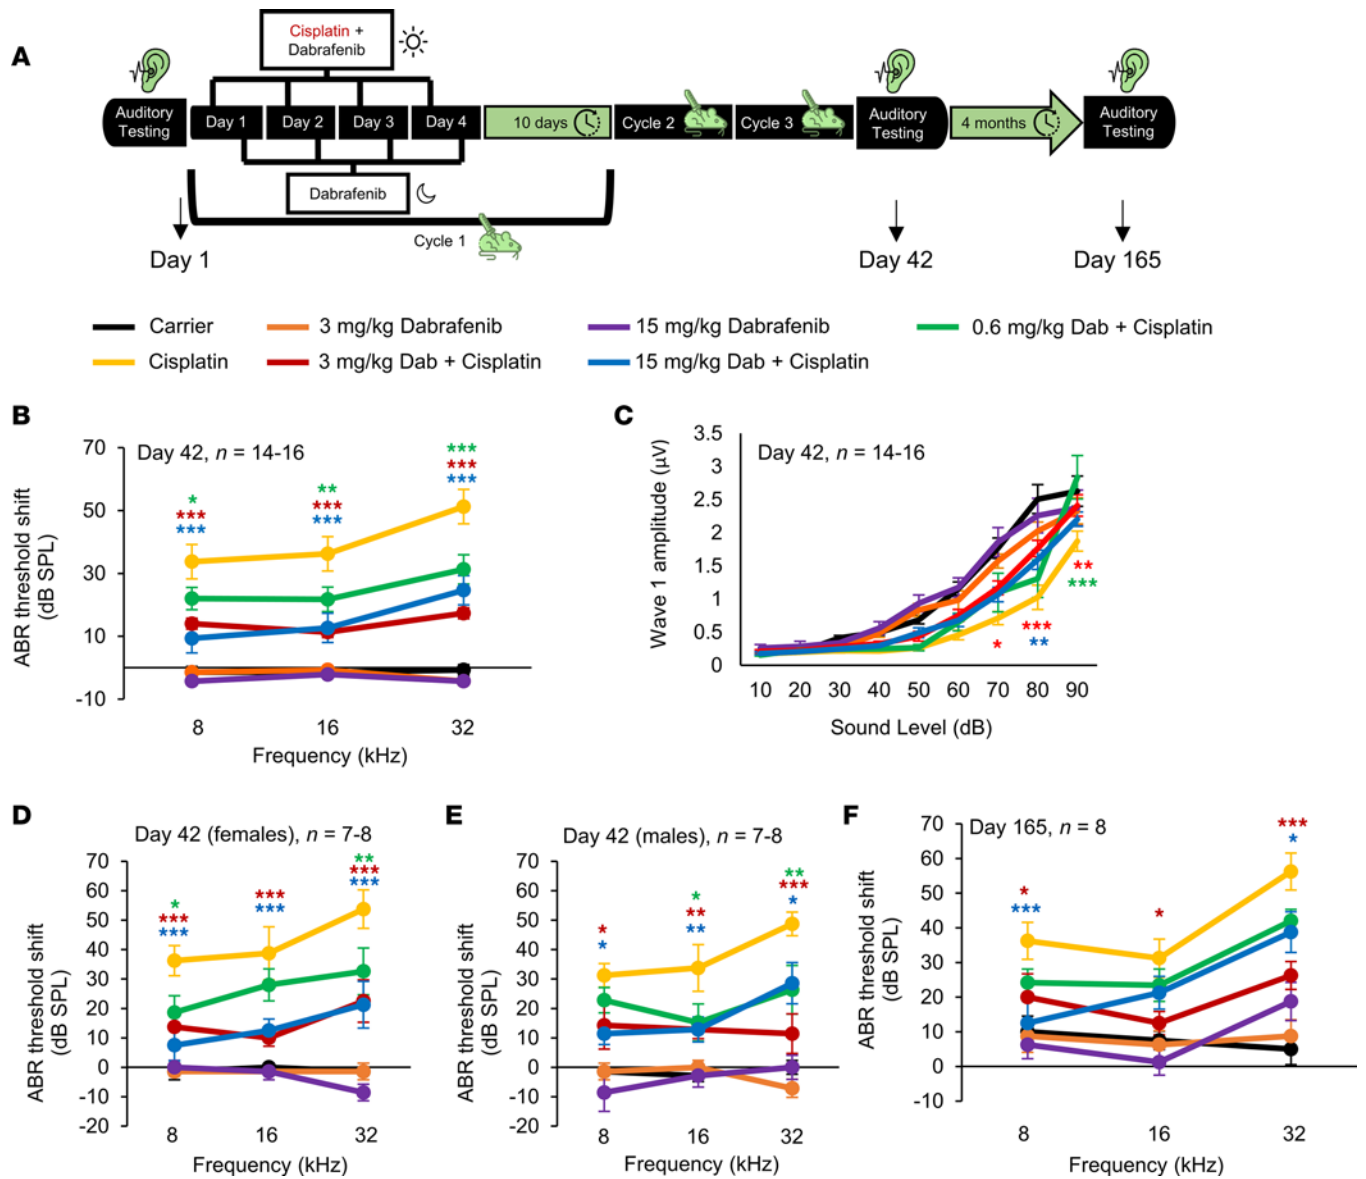 A
Cisplatin +
Dabrafenib
Auditory
Testing
Day 1
Day 2
Day 3
Day 4
10 days
Cycle 2
Cycle 3
Auditory
Testing
4 months
Auditory
Testing
Dabrafenib
Cycle 1
Day 1
Day 42
Day 165
Carrier
3 mg/kg Dabrafenib
15 mg/kg Dabrafenib
0.6 mg/kg Dab + Cisplatin
Cisplatin
3 mg/kg Dab + Cisplatin
15 mg/kg Dab + Cisplatin
B
Day 42, n = 14-16
ABR threshold shift
(dB SPL)
70
50
30
10
-10
*
***
***
**
***
***
***
***
***
8 16 32
Frequency (kHz)
C
Day 42, n = 14-16
Wave 1 amplitude (µV)
3.5
3
2.5
2
1.5
1
0.5
0
*
***
**
**
***
10 20 30 40 50 60 70 80 90
Sound Level (dB)
D
Day 42 (females), n = 7-8
ABR threshold shift
(dB SPL)
70
60
50
40
30
20
10
0
-10
-20
*
***
***
***
***
**
***
***
8 16 32
Frequency (kHz)
E
Day 42 (males), n = 7-8
ABR threshold shift
(dB SPL)
70
60
50
40
30
20
10
0
-10
-20
*
*
*
**
**
**
***
*
8 16 32
Frequency (kHz)
F
Day 165, n = 8
ABR threshold shift
(dB SPL)
70
60
50
40
30
20
10
0
-10
*
***
*
***
*
8 16 32
Frequency (kHz)